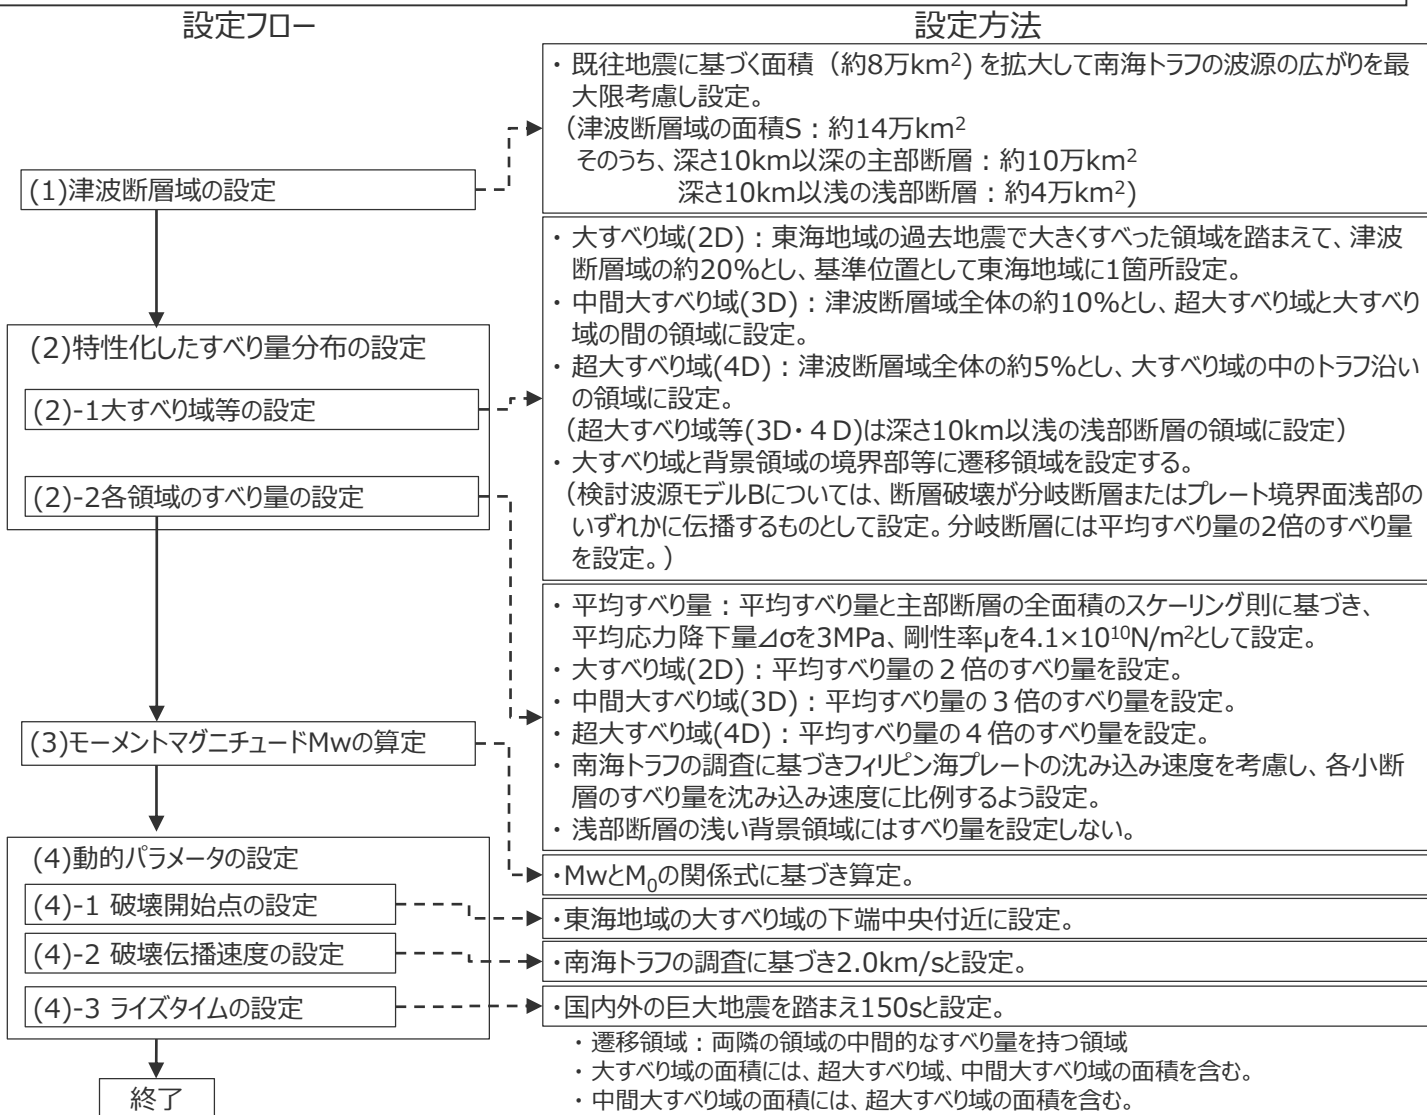 設定フロー
設定方法
(1)津波断層域の設定
・既往地震に基づく面積（約8万km²) を拡大して南海トラフの波源の広がりを最
大限考慮し設定。
（津波断層域の面積S：約14万km²
そのうち、深さ10km以深の主部断層：約10万km²
深さ10km以浅の浅部断層：約4万km²)
(2)特性化したすべり量分布の設定
(2)-1大すべり域等の設定
・大すべり域(2D)：東海地域の過去地震で大きくすべった領域を踏まえて、津波
断層域の約20%とし、基準位置として東海地域に1箇所設定。
・中間大すべり域(3D)：津波断層域全体の約10%とし、超大すべり域と大すべり
域の間の領域に設定。
・超大すべり域(4D)：津波断層域全体の約5%とし、大すべり域の中のトラフ沿い
の領域に設定。
（超大すべり域等(3D・４D)は深さ10km以浅の浅部断層の領域に設定）
・大すべり域と背景領域の境界部等に遷移領域を設定する。
（検討波源モデルBについては、断層破壊が分岐断層またはプレート境界面浅部の
いずれかに伝播するものとして設定。分岐断層には平均すべり量の2倍のすべり量
を設定。）
(2)-2各領域のすべり量の設定
・平均すべり量：平均すべり量と主部断層の全面積のスケーリング則に基づき、
平均応力降下量⊿σを3MPa、剛性率μを4.1×10¹⁰N/m²として設定。
・大すべり域(2D)：平均すべり量の２倍のすべり量を設定。
・中間大すべり域(3D)：平均すべり量の３倍のすべり量を設定。
・超大すべり域(4D)：平均すべり量の４倍のすべり量を設定。
・南海トラフの調査に基づきフィリピン海プレートの沈み込み速度を考慮し、各小断
層のすべり量を沈み込み速度に比例するよう設定。
・浅部断層の浅い背景領域にはすべり量を設定しない。
(3)モーメントマグニチュードMwの算定
・MwとM₀の関係式に基づき算定。
(4)動的パラメータの設定
(4)-1 破壊開始点の設定
・東海地域の大すべり域の下端中央付近に設定。
(4)-2 破壊伝播速度の設定
・南海トラフの調査に基づき2.0km/sと設定。
(4)-3 ライズタイムの設定
・国内外の巨大地震を踏まえ150sと設定。
終了
・遷移領域：両隣の領域の中間的なすべり量を持つ領域
・大すべり域の面積には、超大すべり域、中間大すべり域の面積を含む。
・中間大すべり域の面積には、超大すべり域の面積を含む。